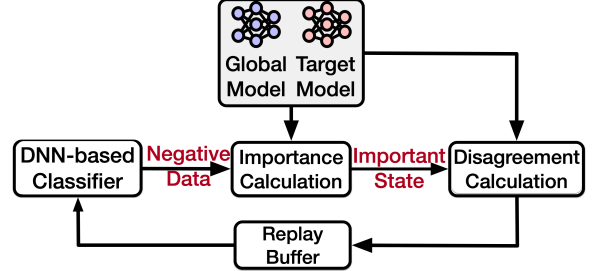 Global Target
Model Model
DNN-based
Classifier
Negative
Data
Importance
Calculation
Important
State
Disagreement
Calculation
Replay
Buffer